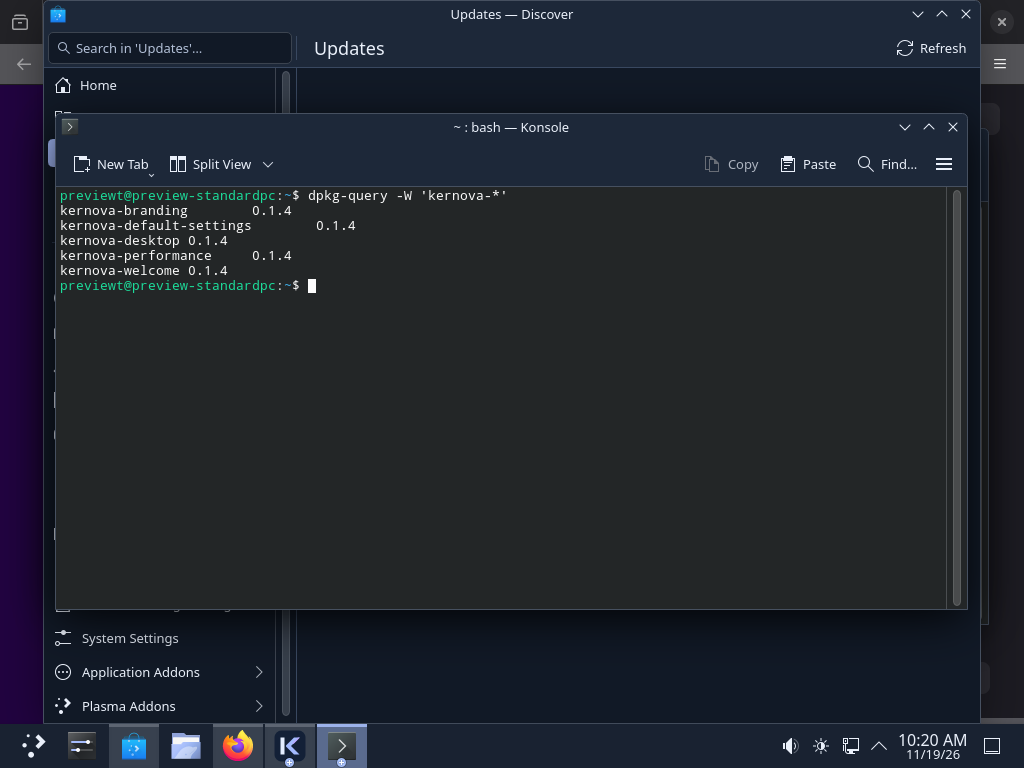 Updates — Discover
Search in 'Updates'...
Updates
Refresh
Home
~ : bash — Konsole
New Tab
Split View
Copy
Paste
Find...
previewt@preview-standardpc:~$ dpkg-query -W 'kernova-*'
kernova-branding        0.1.4
kernova-default-settings        0.1.4
kernova-desktop 0.1.4
kernova-performance     0.1.4
kernova-welcome 0.1.4
previewt@preview-standardpc:~$
System Settings
Application Addons
Plasma Addons
10:20 AM
11/19/26